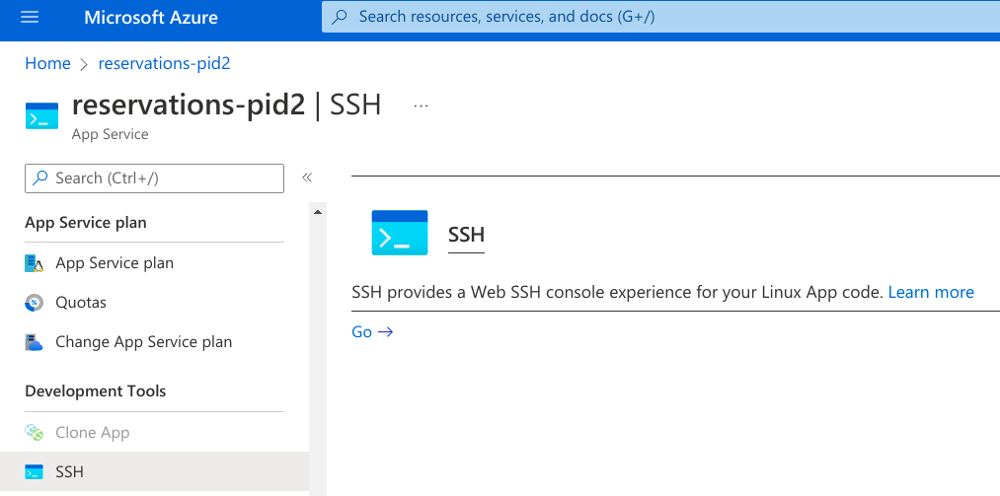 Microsoft Azure
Search resources, services, and docs (G+/)
Home > reservations-pid2
reservations-pid2 | SSH ...
App Service
Search (Ctrl+/)
«
App Service plan
App Service plan
Quotas
Change App Service plan
Development Tools
Clone App
SSH
SSH
SSH provides a Web SSH console experience for your Linux App code. Learn more
Go →